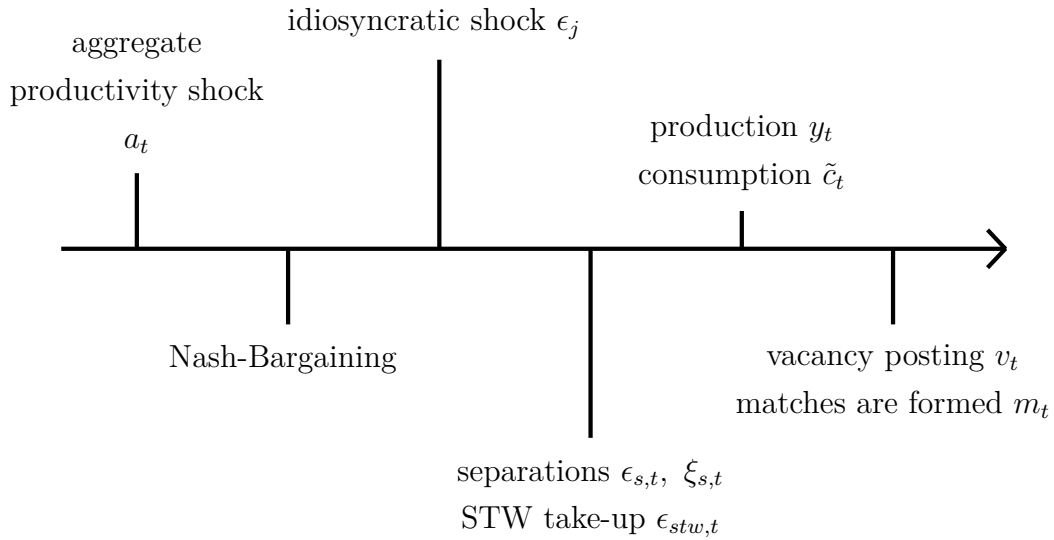 aggregate
productivity shock
a_t
Nash-Bargaining
idiosyncratic shock ϵ_j
separations ϵ_{s,t}, ξ_{s,t}
STW take-up ϵ_{stw,t}
production y_t
consumption c̃_t
vacancy posting v_t
matches are formed m_t